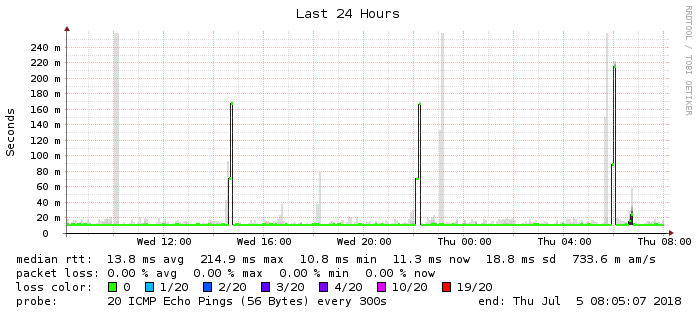 Last 24 Hours
RRDTOOL / TOBI OETIKER
Seconds
240 m
220 m
200 m
180 m
160 m
140 m
120 m
100 m
80 m
60 m
40 m
20 m
0
Wed 12:00 Wed 16:00 Wed 20:00 Thu 00:00 Thu 04:00 Thu 08:00
median rtt: 13.8 ms avg 214.9 ms max 10.8 ms min 11.3 ms now 18.8 ms sd 733.6 m am/s
packet loss: 0.00 % avg 0.00 % max 0.00 % min 0.00 % now
loss color: 0 1/20 2/20 3/20 4/20 10/20 19/20
probe: 20 ICMP Echo Pings (56 Bytes) every 300s end: Thu Jul 5 08:05:07 2018